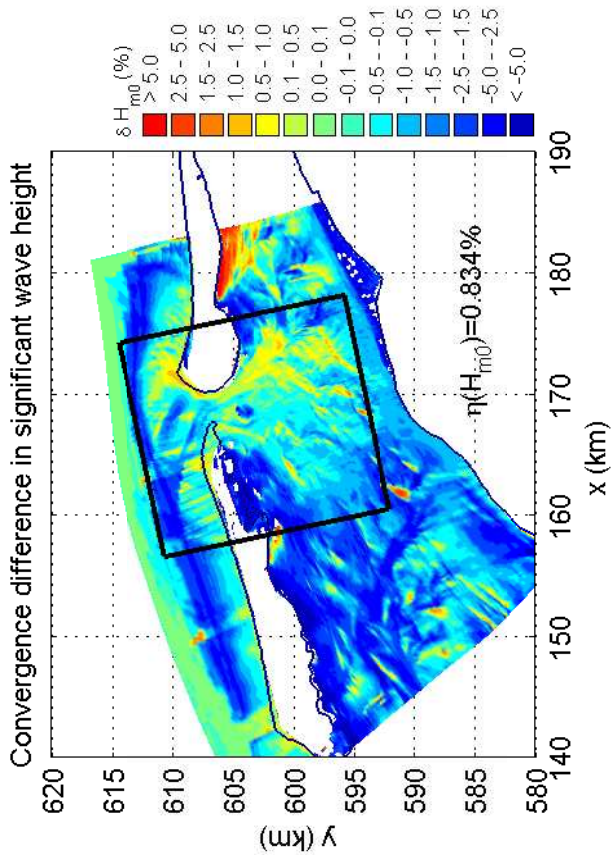 Convergence difference in significant wave height
δ H_m0 (%)
> 5.0
2.5 - 5.0
1.5 - 2.5
1.0 - 1.5
0.5 - 1.0
0.1 - 0.5
0.0 - 0.1
-0.1 - 0.0
-0.5 - -0.1
-1.0 - -0.5
-1.5 - -1.0
-2.5 - -1.5
-5.0 - -2.5
< -5.0
620
615
610
605
600
595
590
585
580
y (km)
η(H_m0)=0.834%
140
150
160
170
180
190
x (km)